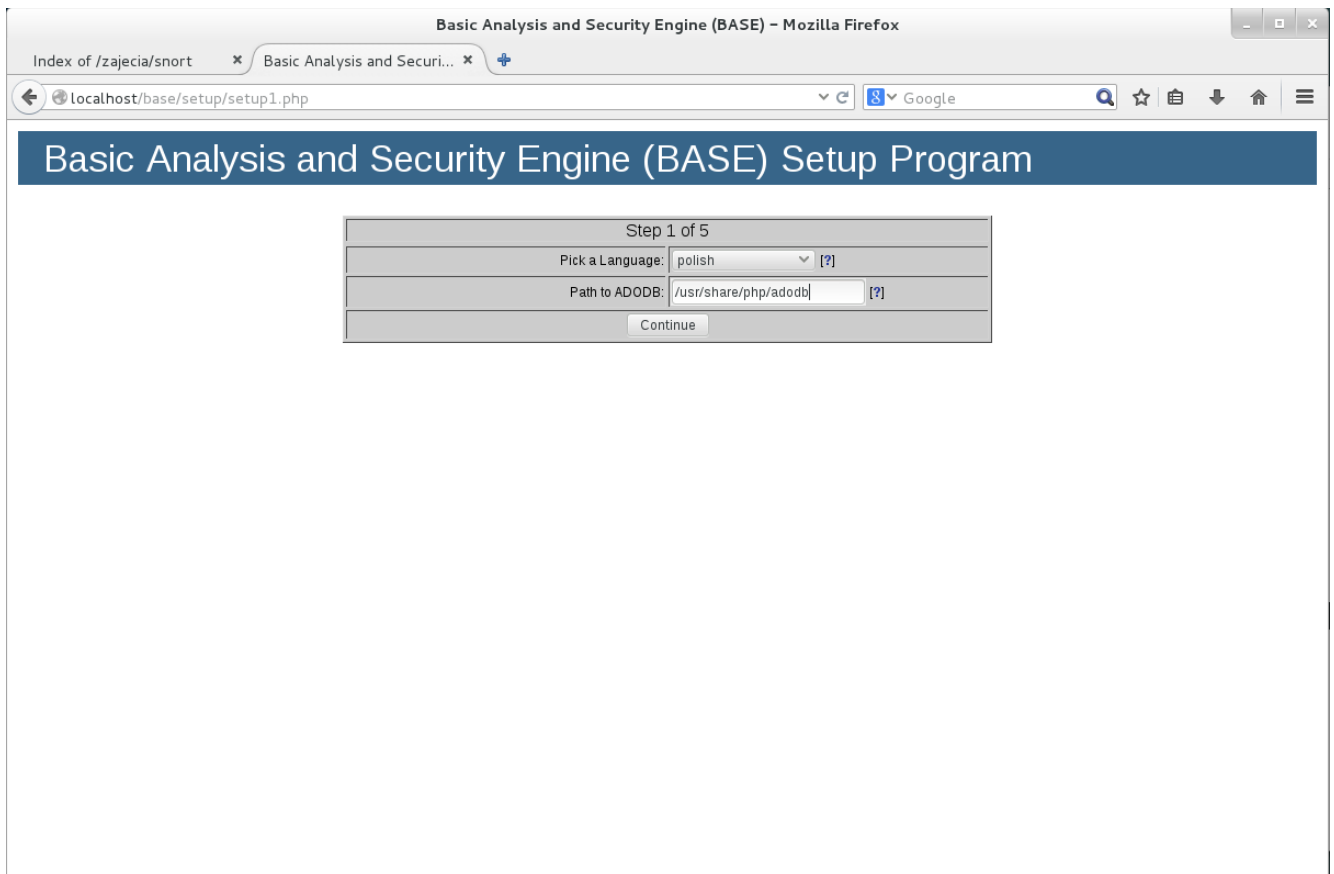 Basic Analysis and Security Engine (BASE) – Mozilla Firefox
Index of /zajecia/snort
Basic Analysis and Securi...
localhost/base/setup/setup1.php
8 Google
Basic Analysis and Security Engine (BASE) Setup Program
Step 1 of 5
Pick a Language: polish [?]
Path to ADODB: /usr/share/php/adodb [?]
Continue